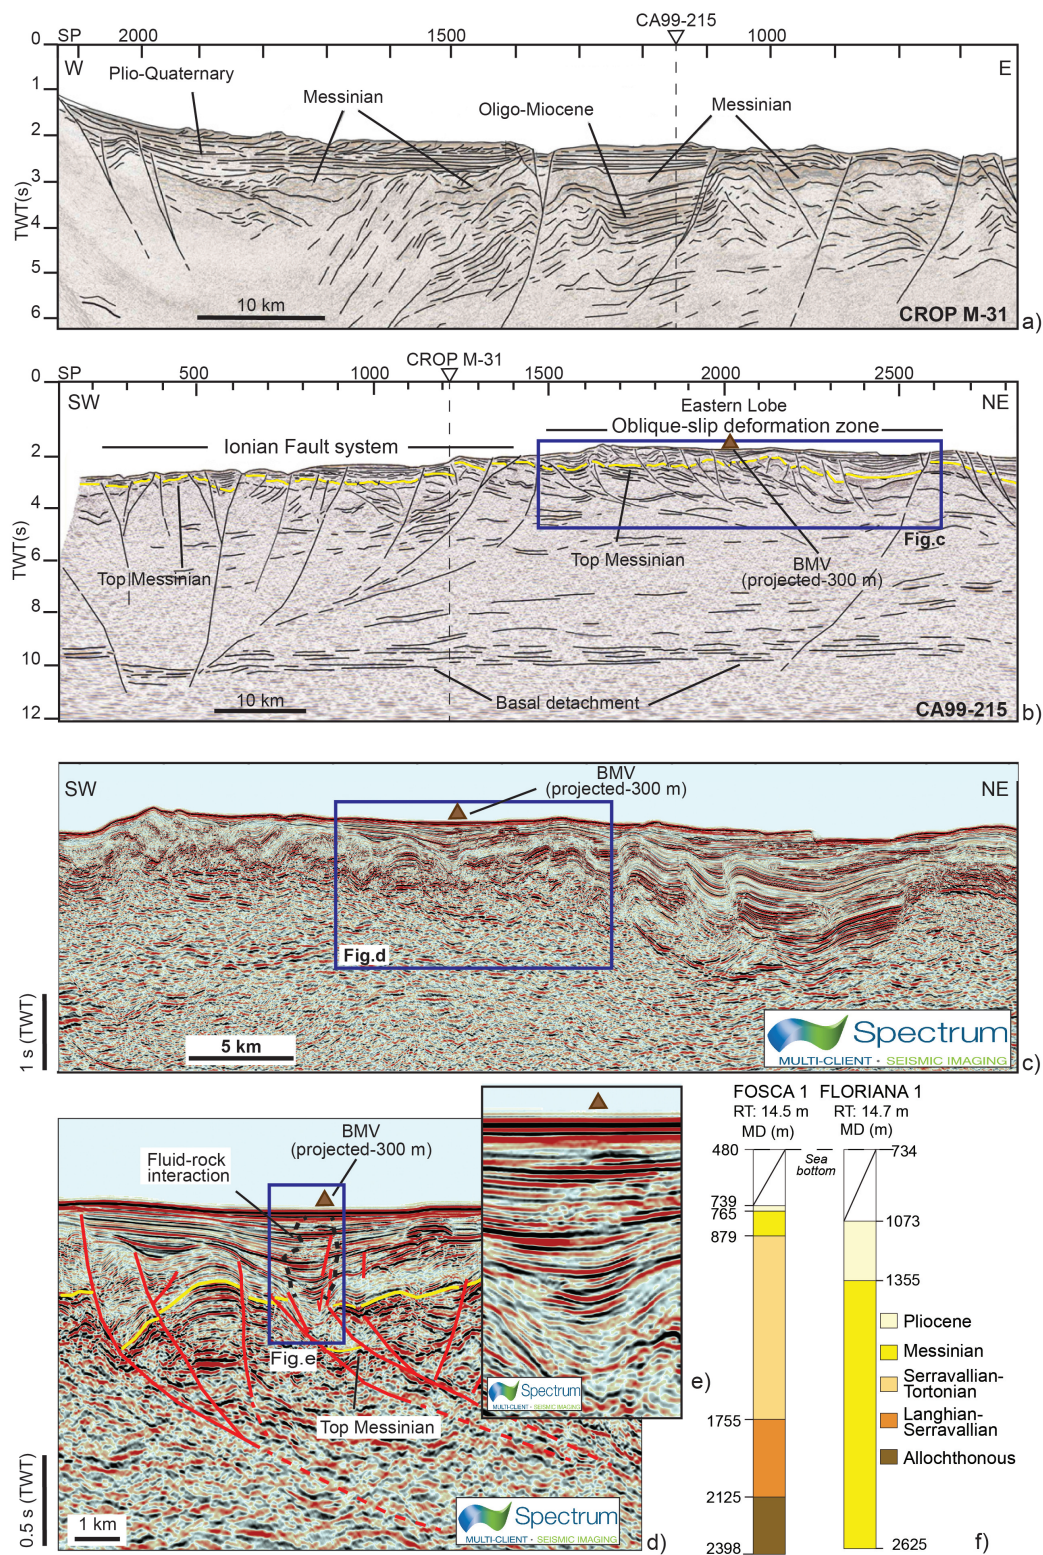 CA99-215
0 SP 2000 1500 1000
W E
Plio-Quaternary
Messinian
Oligo-Miocene
Messinian
1
2
3
4
5
6
TWT(s)
10 km
CROP M-31
a)
CROP M-31
0 SP 500 1000 1500 2000 2500
SW NE
Eastern Lobe
Ionian Fault system
Oblique-slip deformation zone
2
4
6
8
10
12
TWT(s)
Fig.c
Top Messinian
Top Messinian
BMV
(projected-300 m)
Basal detachment
10 km
CA99-215
b)
SW NE
BMV
(projected-300 m)
Fig.d
1 s (TWT)
5 km
Spectrum
MULTI-CLIENT · SEISMIC IMAGING
c)
BMV
(projected-300 m)
Fluid-rock
interaction
Fig.e
Top Messinian
0.5 s (TWT)
1 km
Spectrum
MULTI-CLIENT · SEISMIC IMAGING
d)
Spectrum
MULTI-CLIENT · SEISMIC IMAGING
e)
FOSCA 1 FLORIANA 1
RT: 14.5 m RT: 14.7 m
MD (m) MD (m)
480 Sea 734
bottom
739
765
879
1755
2125
2398
1073
1355
2625
Pliocene
Messinian
Serravallian-
Tortonian
Langhian-
Serravallian
Allochthonous
f)